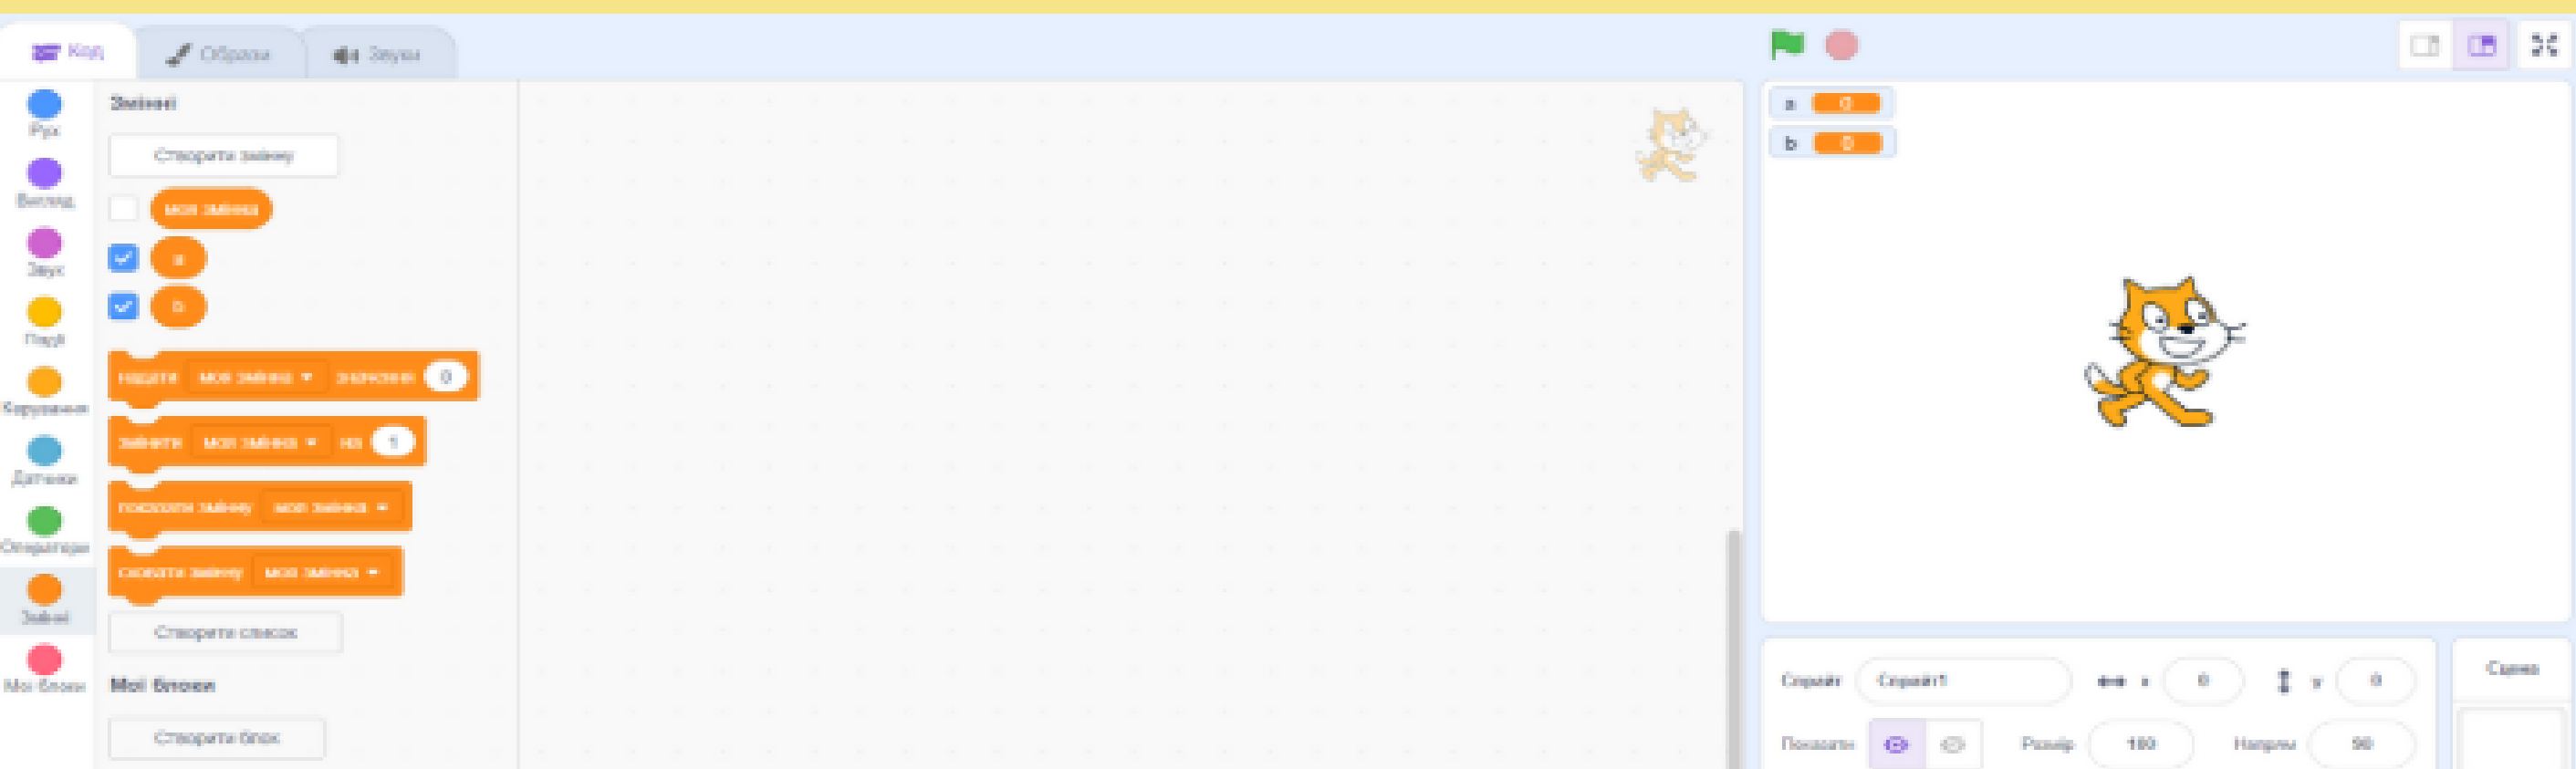 Код
Образи
Звуки
Рух
Вигляд
Звук
Події
Керування
Датчики
Оператори
Змінні
Мої блоки
Змінні
Створити змінну
моя змінна
a
b
надати моя змінна значення 0
змінити моя змінна на 1
показати змінну моя змінна
сховати змінну моя змінна
Створити список
Мої блоки
Створити блок
a 0
b 0
Спрайт Спрайт1 x 0 y 0
Показати Розмір 100 Напрям 90
Сцена